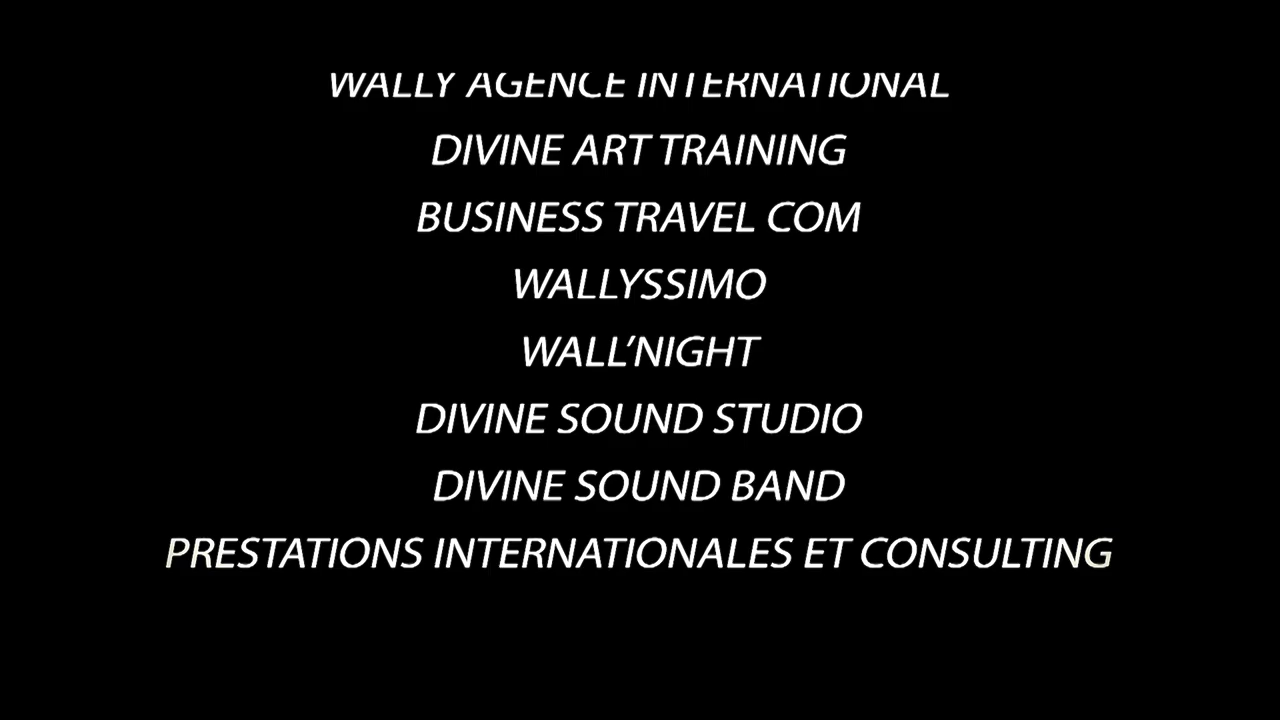 WALLY AGENCE INTERNATIONAL
DIVINE ART TRAINING
BUSINESS TRAVEL COM
WALLYSSIMO
WALL’NIGHT
DIVINE SOUND STUDIO
DIVINE SOUND BAND
PRESTATIONS INTERNATIONALES ET CONSULTING